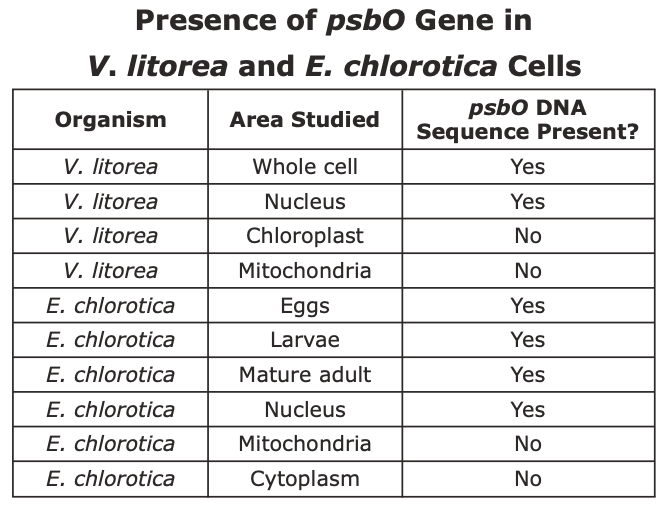 Presence of psbO Gene in
V. litorea and E. chlorotica Cells
Organism Area Studied psbO DNA Sequence Present?
V. litorea Whole cell Yes
V. litorea Nucleus Yes
V. litorea Chloroplast No
V. litorea Mitochondria No
E. chlorotica Eggs Yes
E. chlorotica Larvae Yes
E. chlorotica Mature adult Yes
E. chlorotica Nucleus Yes
E. chlorotica Mitochondria No
E. chlorotica Cytoplasm No